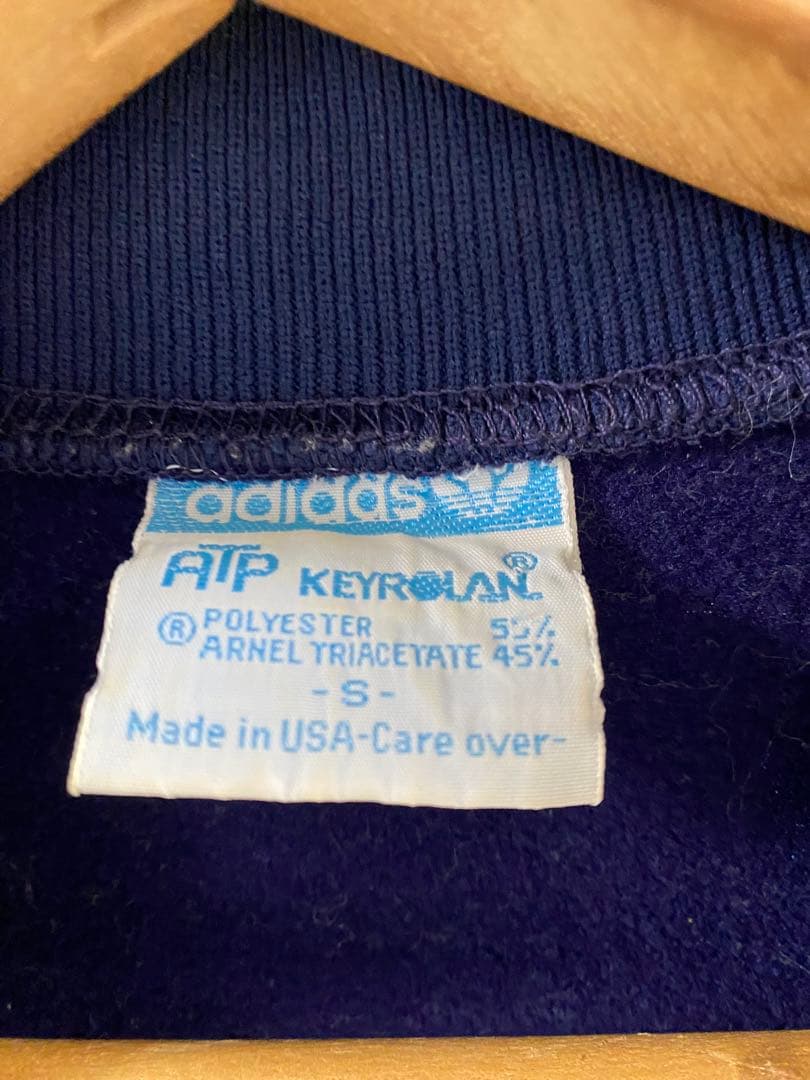 adidas
ATP KEYROLAN®
® POLYESTER 55%
ARNEL TRIACETATE 45%
- S -
Made in USA-Care over-